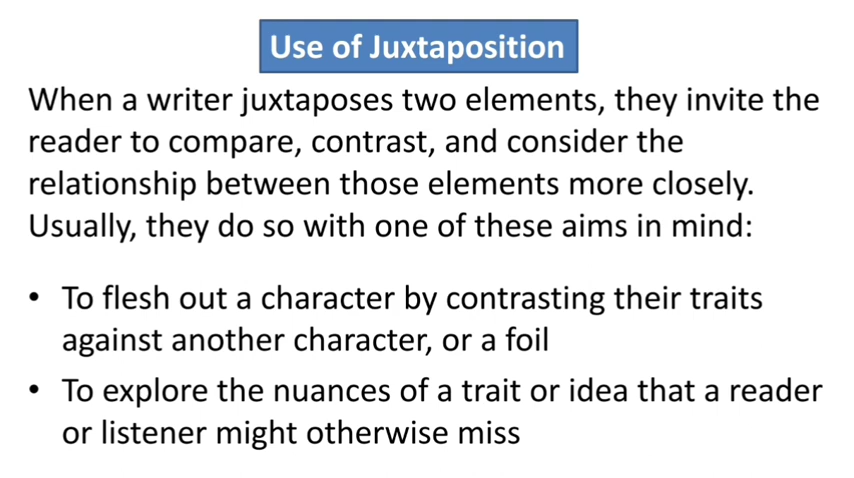 Use of Juxtaposition
When a writer juxtaposes two elements, they invite the
reader to compare, contrast, and consider the
relationship between those elements more closely.
Usually, they do so with one of these aims in mind:
• To flesh out a character by contrasting their traits
against another character, or a foil
• To explore the nuances of a trait or idea that a reader
or listener might otherwise miss